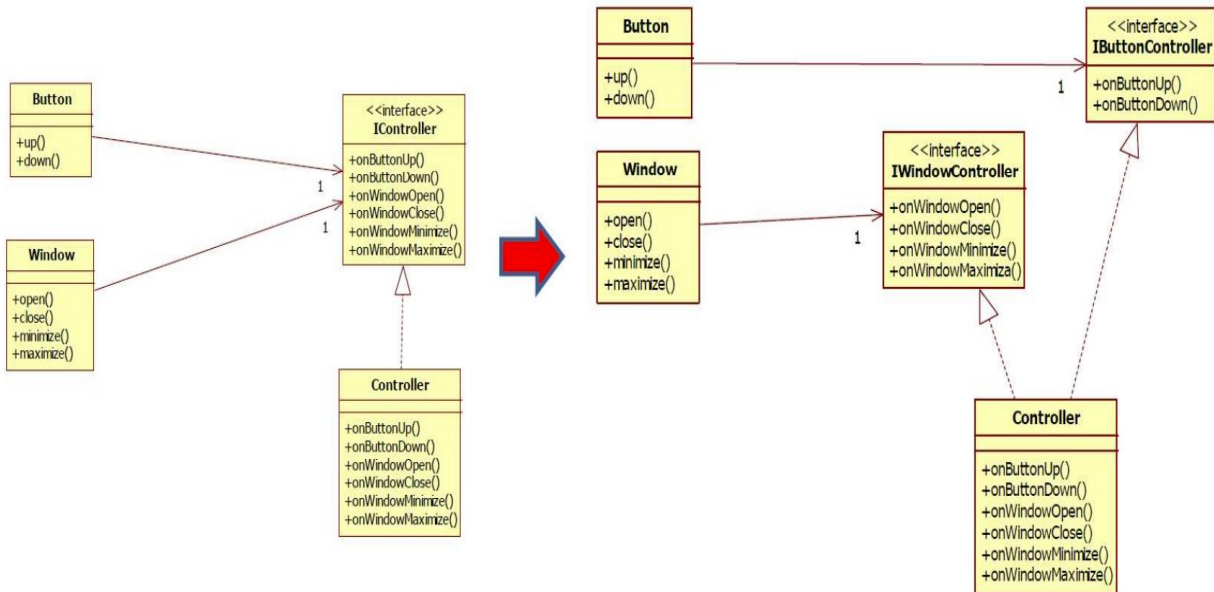 Button
+up()
+down()
Window
+open()
+close()
+minimize()
+maximize()
<<interface>>
IController
+onButtonUp()
+onButtonDown()
+onWindowOpen()
+onWindowClose()
+onWindowMinimize()
+onWindowMaximize()
1
1
Controller
+onButtonUp()
+onButtonDown()
+onWindowOpen()
+onWindowClose()
+onWindowMinimize()
+onWindowMaximize()
Button
+up()
+down()
<<interface>>
IButtonController
+onButtonUp()
+onButtonDown()
1
Window
+open()
+close()
+minimize()
+maximize()
<<interface>>
IWindowController
+onWindowOpen()
+onWindowClose()
+onWindowMinimize()
+onWindowMaximiza()
1
Controller
+onButtonUp()
+onButtonDown()
+onWindowOpen()
+onWindowClose()
+onWindowMinimize()
+onWindowMaximize()